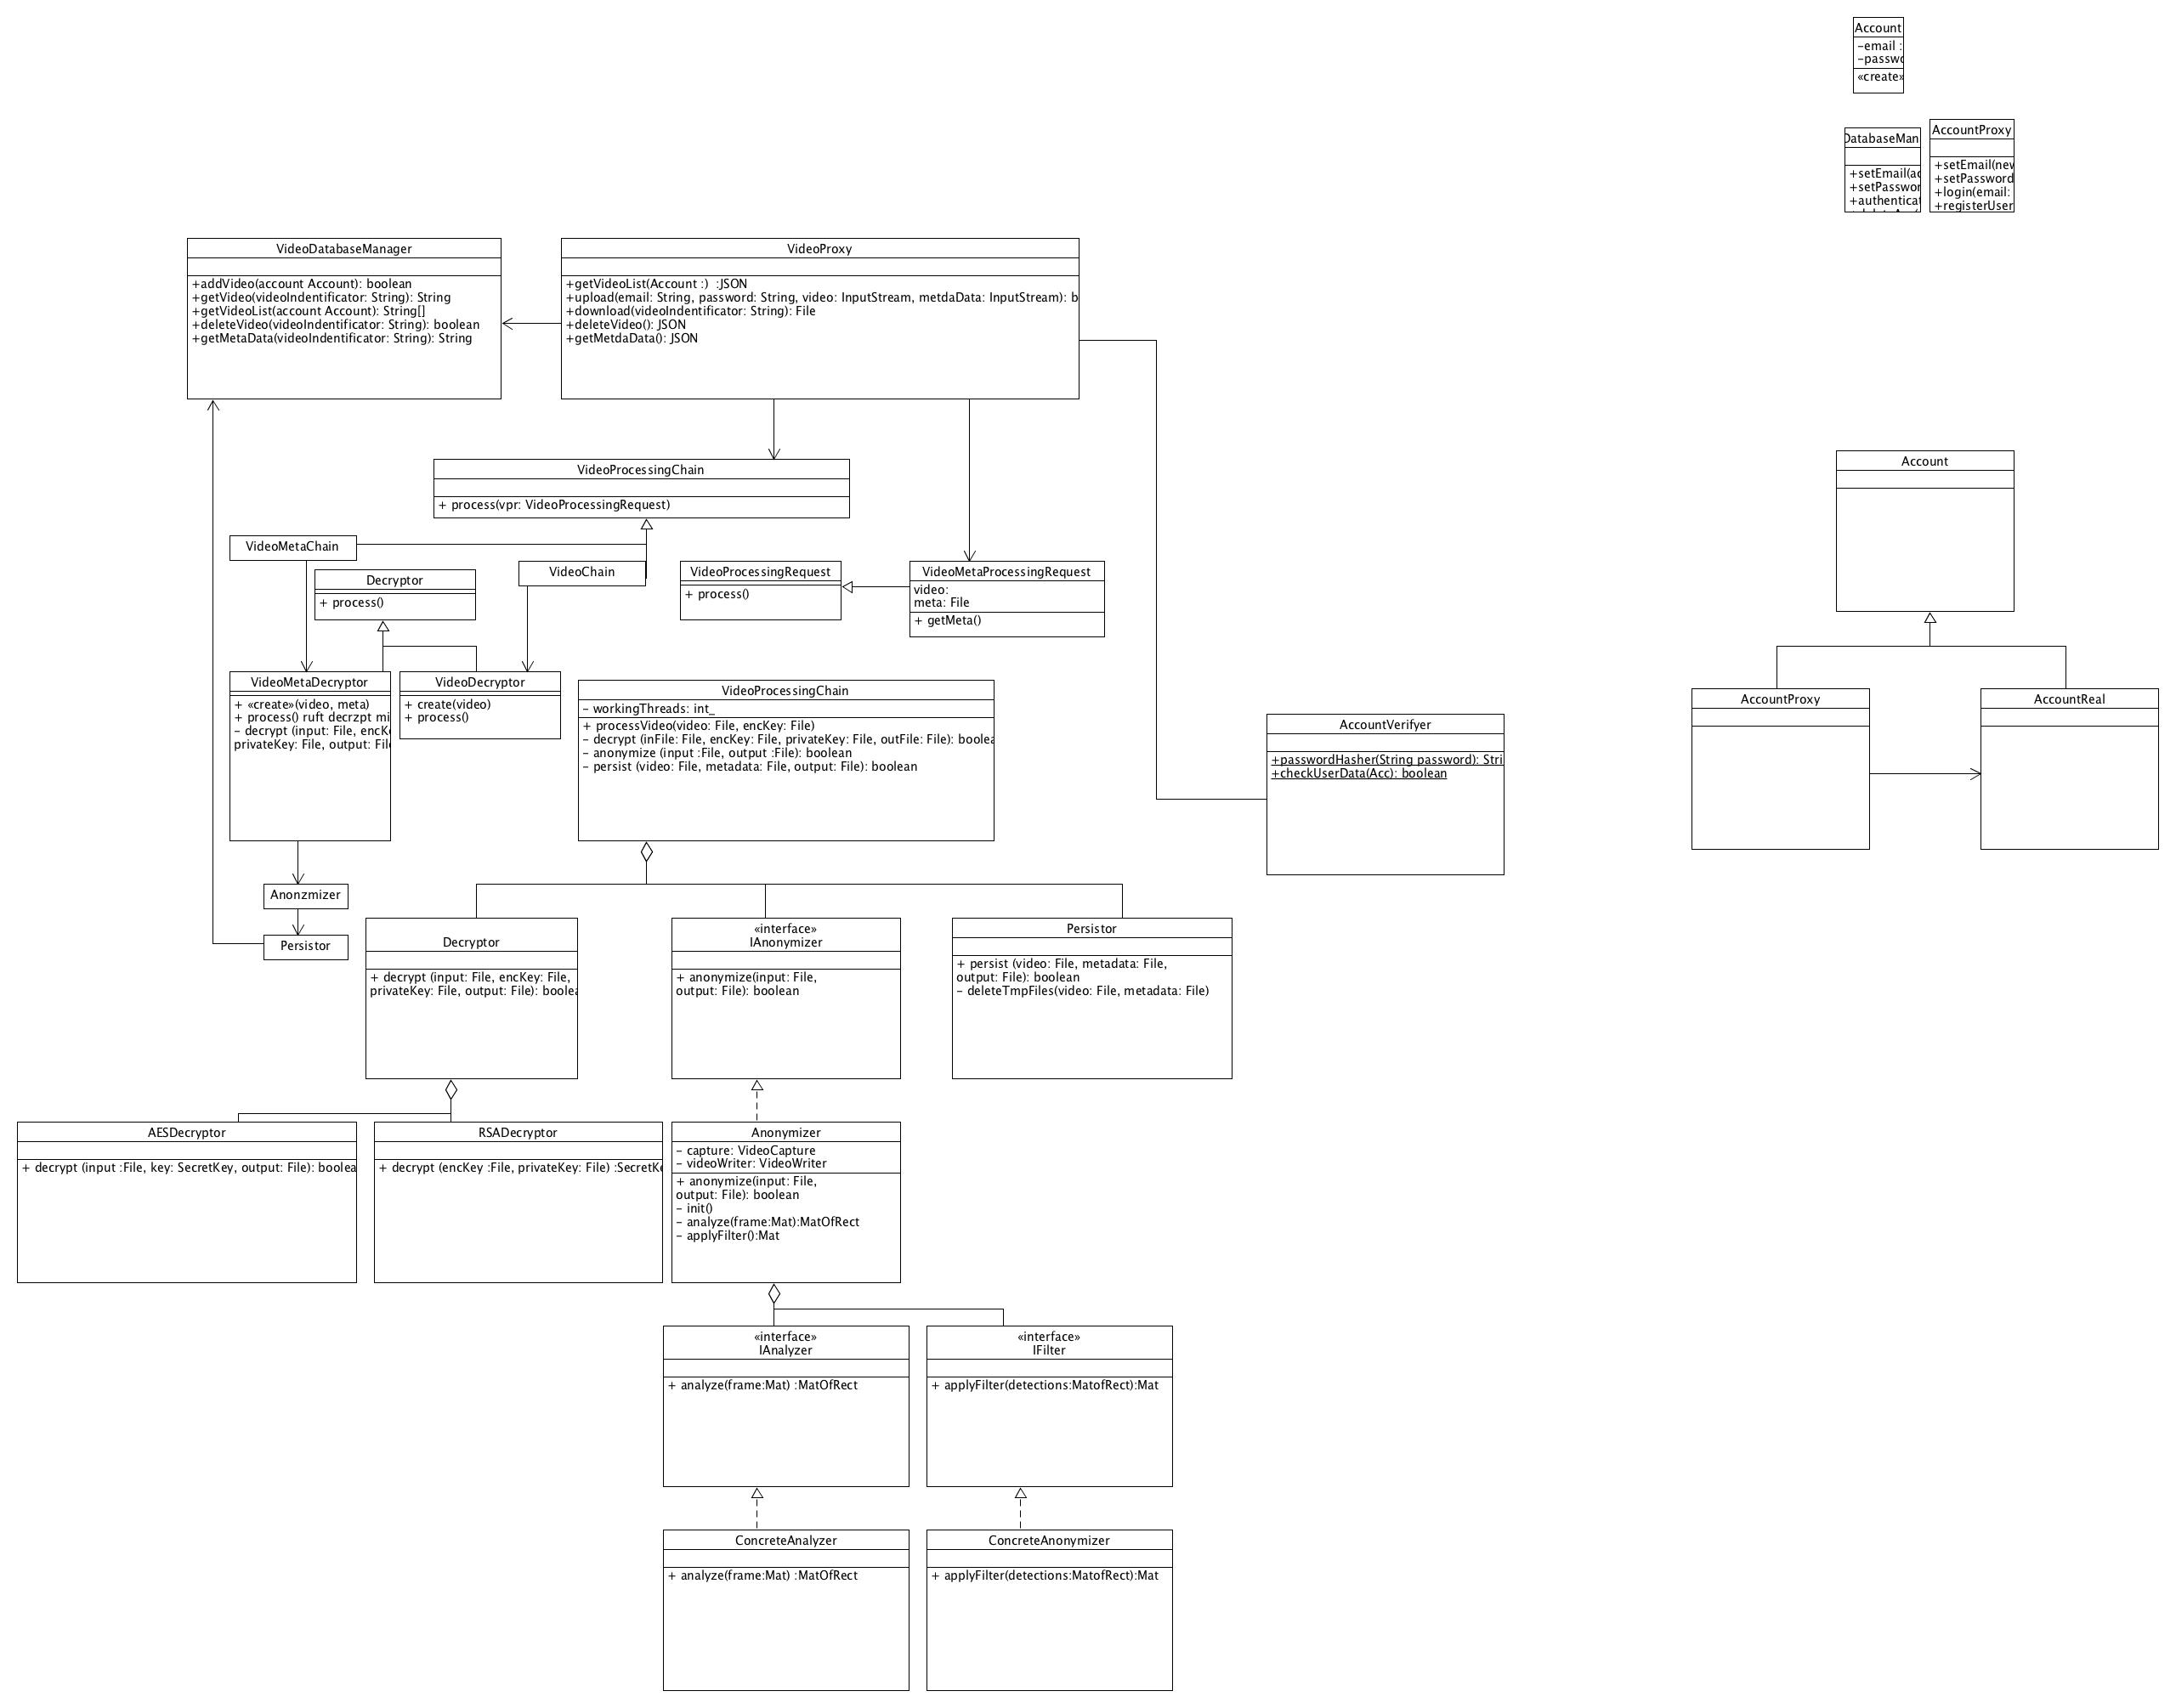 Account
-email :
-passwo
«create»
DatabaseMan
+setEmail(ac
+setPasswor
+authenticat
AccountProxy
+setEmail(new
+setPassword
+login(email:
+registerUser
VideoDatabaseManager
+addVideo(account Account): boolean
+getVideo(videoIndentificator: String): String
+getVideoList(account Account): String[]
+deleteVideo(videoIndentificator: String): boolean
+getMetaData(videoIndentificator: String): String
VideoProxy
+getVideoList(Account :) :JSON
+upload(email: String, password: String, video: InputStream, metdaData: InputStream): b
+download(videoIndentificator: String): File
+deleteVideo(): JSON
+getMetdaData(): JSON
VideoProcessingChain
+ process(vpr: VideoProcessingRequest)
Account
VideoMetaChain
Decryptor
+ process()
VideoChain
VideoProcessingRequest
+ process()
VideoMetaProcessingRequest
video:
meta: File
+ getMeta()
VideoMetaDecryptor
+ «create»(video, meta)
+ process() ruft decrzpt mi
- decrypt (input: File, encK
privateKey: File, output: File
VideoDecryptor
+ create(video)
+ process()
VideoProcessingChain
- workingThreads: int_
+ processVideo(video: File, encKey: File)
- decrypt (inFile: File, encKey: File, privateKey: File, outFile: File): boolea
- anonymize (input :File, output :File): boolean
- persist (video: File, metadata: File, output: File): boolean
AccountVerifyer
+passwordHasher(String password): Stri
+checkUserData(Acc): boolean
AccountProxy
AccountReal
Anonzmizer
Persistor
Decryptor
+ decrypt (input: File, encKey: File,
privateKey: File, output: File): boolea
«interface»
IAnonymizer
+ anonymize(input: File,
output: File): boolean
Persistor
+ persist (video: File, metadata: File,
output: File): boolean
- deleteTmpFiles(video: File, metadata: File)
AESDecryptor
+ decrypt (input :File, key: SecretKey, output: File): boolea
RSADecryptor
+ decrypt (encKey :File, privateKey: File) :SecretKe
Anonymizer
- capture: VideoCapture
- videoWriter: VideoWriter
+ anonymize(input: File,
output: File): boolean
- init()
- analyze(frame:Mat):MatOfRect
- applyFilter():Mat
«interface»
IAnalyzer
+ analyze(frame:Mat) :MatOfRect
«interface»
IFilter
+ applyFilter(detections:MatofRect):Mat
ConcreteAnalyzer
+ analyze(frame:Mat) :MatOfRect
ConcreteAnonymizer
+ applyFilter(detections:MatofRect):Mat